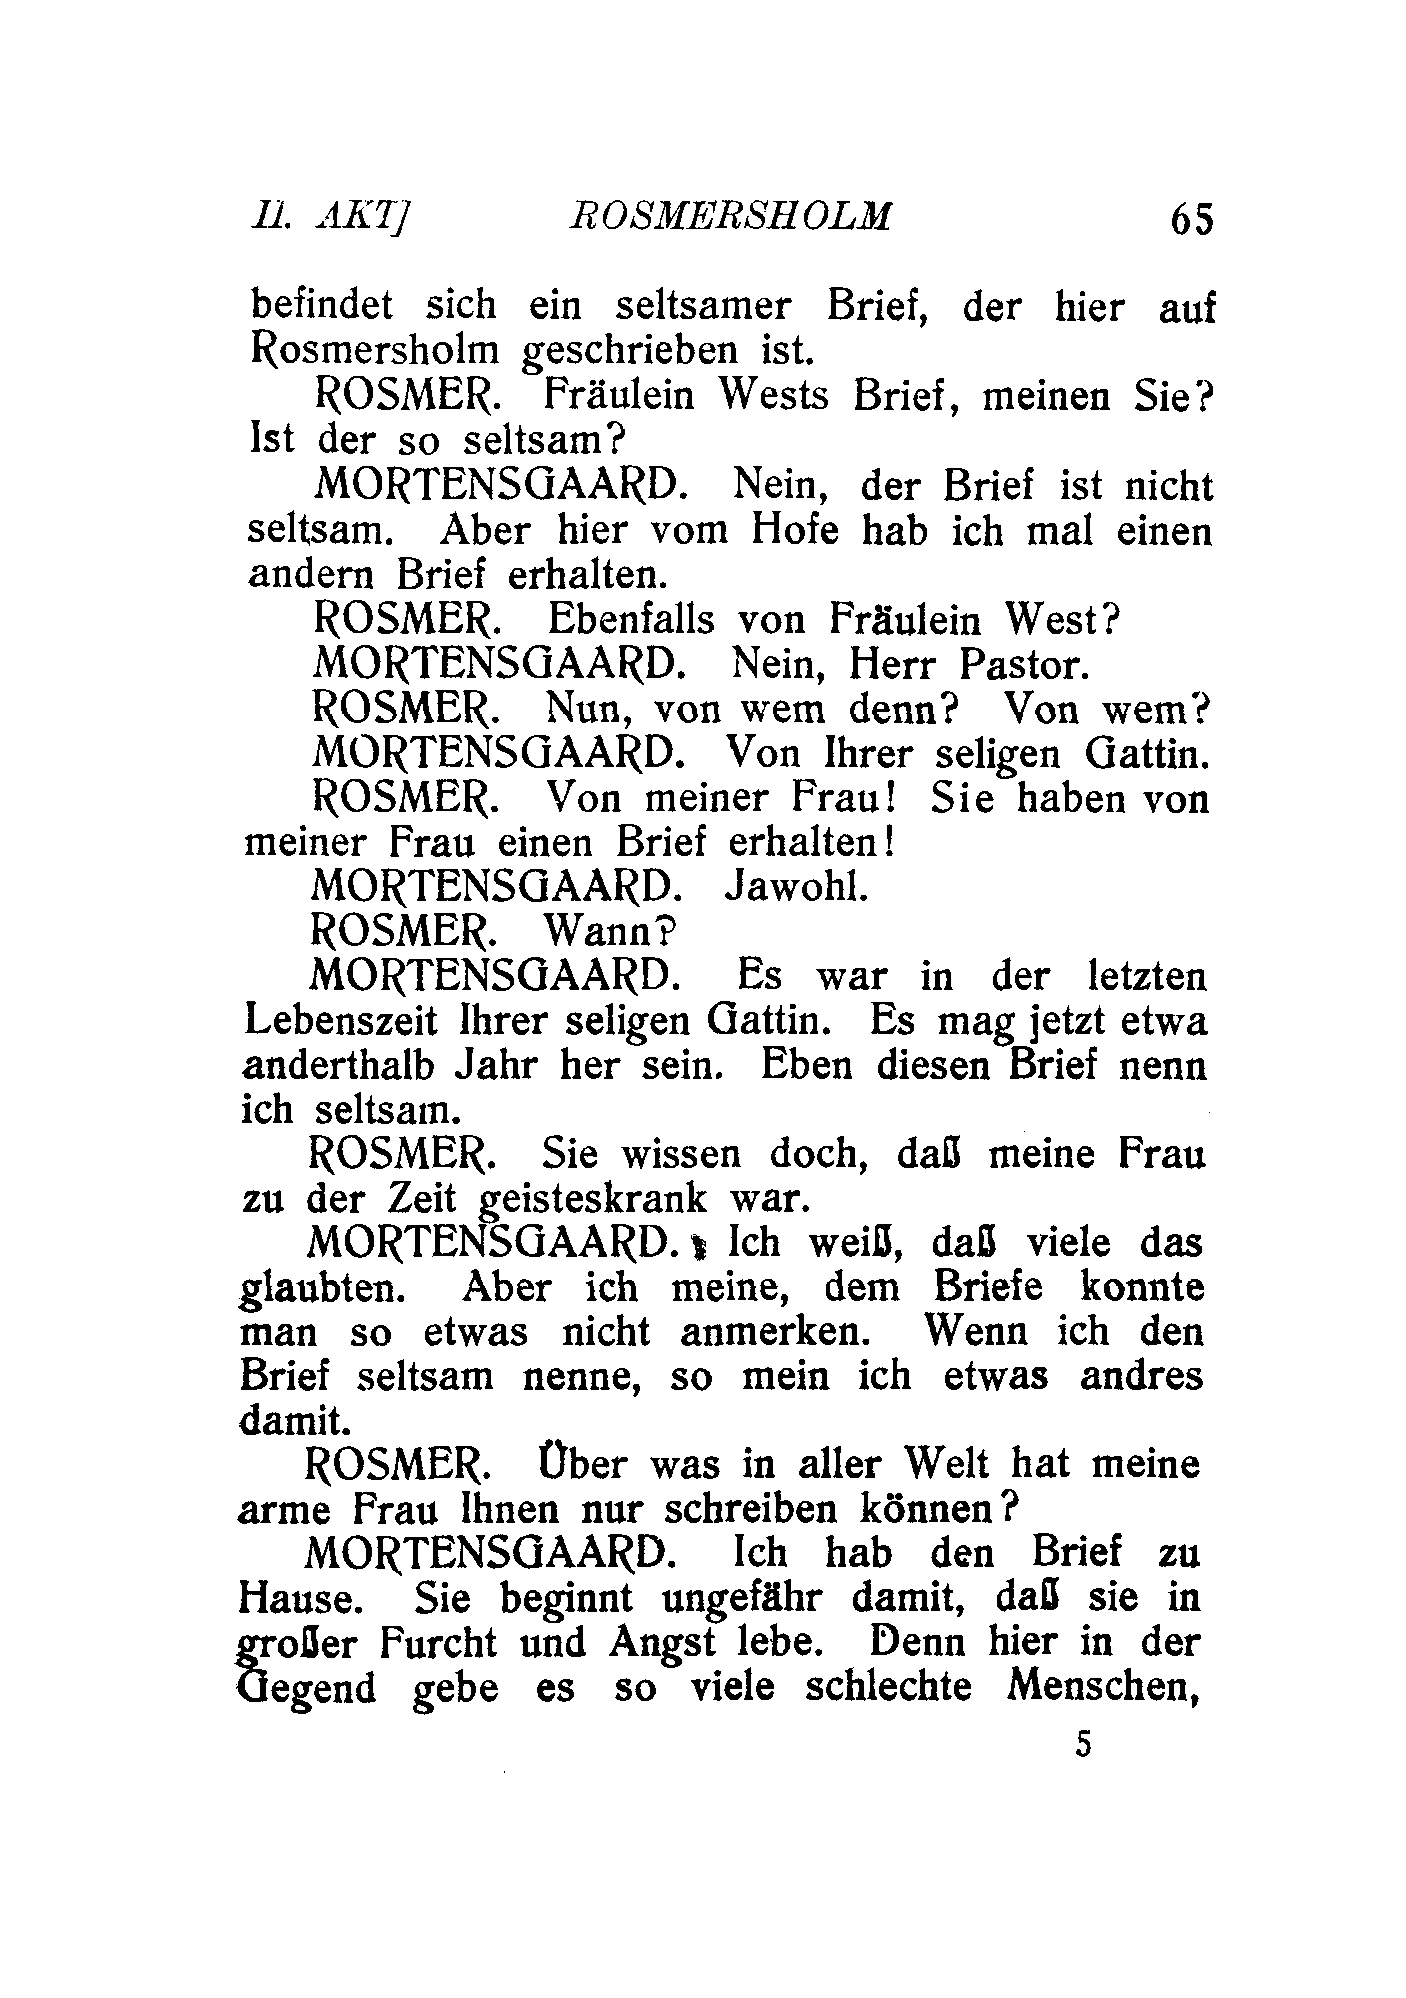 II. AKT] ROSMERSHOLM 65
befindet sich ein seltsamer Brief, der hier auf
Rosmersholm geschrieben ist.
ROSMER. Fräulein Wests Brief, meinen Sie?
Ist der so seltsam?
MORTENSGAARD. Nein, der Brief ist nicht
seltsam. Aber hier vom Hofe hab ich mal einen
andern Brief erhalten.
ROSMER. Ebenfalls von Fräulein West?
MORTENSGAARD. Nein, Herr Pastor.
ROSMER. Nun, von wem denn? Von wem?
MORTENSGAARD. Von Ihrer seligen Gattin.
ROSMER. Von meiner Frau! Sie haben von
meiner Frau einen Brief erhalten!
MORTENSGAARD. Jawohl.
ROSMER. Wann?
MORTENSGAARD. Es war in der letzten
Lebenszeit Ihrer seligen Gattin. Es mag jetzt etwa
anderthalb Jahr her sein. Eben diesen Brief nenn
ich seltsam.
ROSMER. Sie wissen doch, daß meine Frau
zu der Zeit geisteskrank war.
MORTENSGAARD. Ich weiß, daß viele das
glaubten. Aber ich meine, dem Briefe konnte
man so etwas nicht anmerken. Wenn ich den
Brief seltsam nenne, so mein ich etwas andres
damit.
ROSMER. Über was in aller Welt hat meine
arme Frau Ihnen nur schreiben können?
MORTENSGAARD. Ich hab den Brief zu
Hause. Sie beginnt ungefähr damit, daß sie in
großer Furcht und Angst lebe. Denn hier in der
Gegend gebe es so viele schlechte Menschen,
5